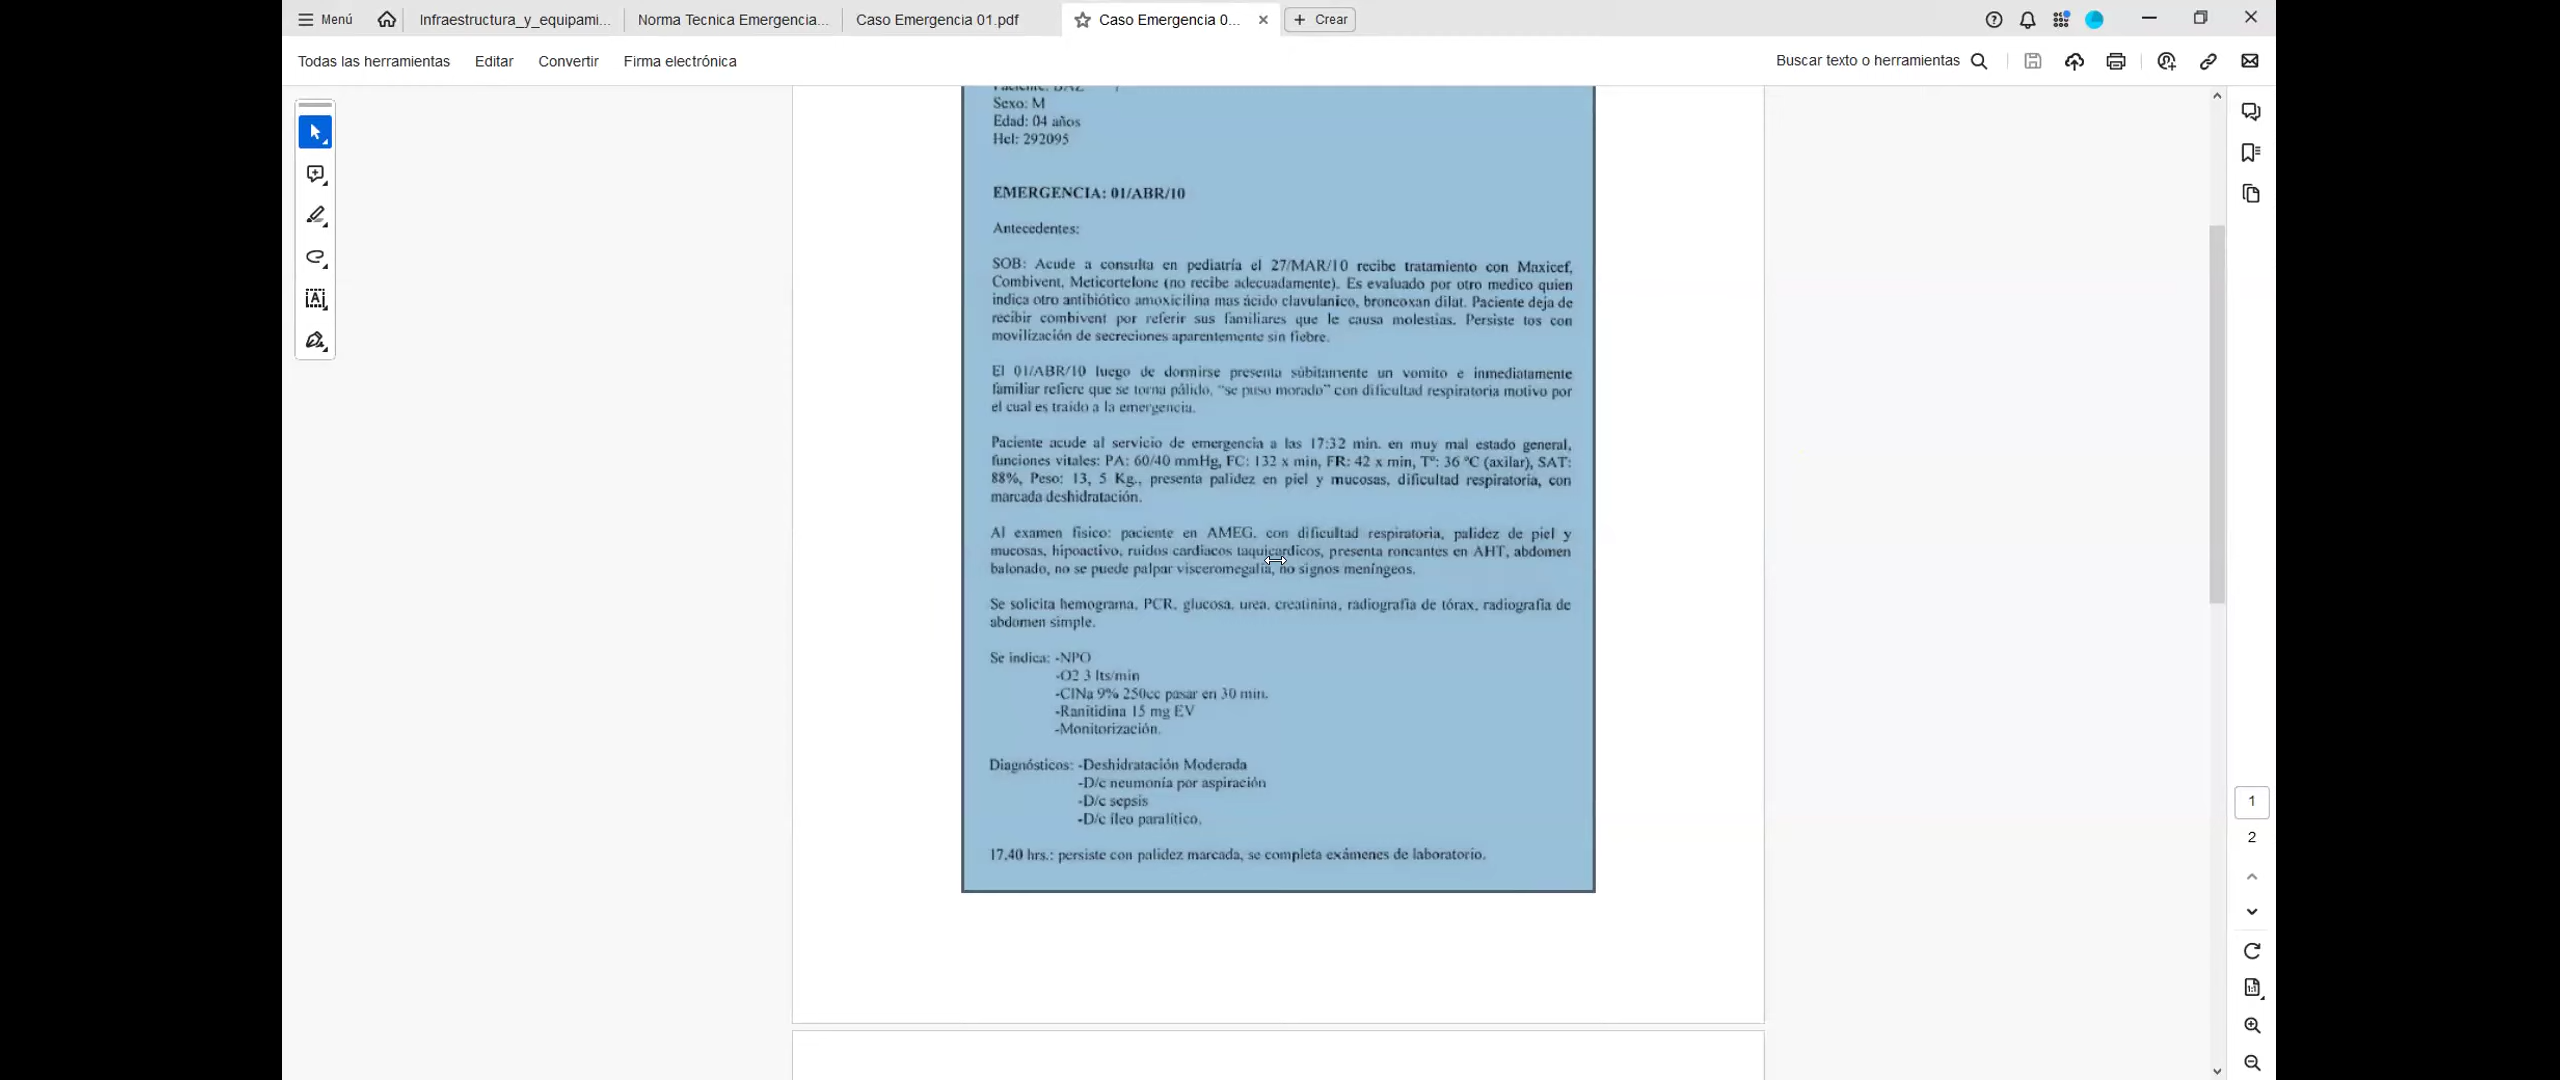 Menú
Infraestructura_y_equipami...
Norma Tecnica Emergencia...
Caso Emergencia 01.pdf
Caso Emergencia 0...
Crear
Todas las herramientas
Editar
Convertir
Firma electrónica
Buscar texto o herramientas
Sexo: M
Edad: 04 años
Hcl: 292095
EMERGENCIA: 01/ABR/10
Antecedentes:
SOB: Acude a consulta en pediatría el 27/MAR/10 recibe tratamiento con Maxicef,
Combivent, Meticortelone (no recibe adecuadamente). Es evaluado por otro medico quien
indica otro antibiótico amoxicilina mas ácido clavulanico, broncoxan dilat. Paciente deja de
recibir combivent por referir sus familiares que le causa molestias. Persiste tos con
movilización de secreciones aparentemente sin fiebre.
El 01/ABR/10 luego de dormirse presenta súbitamente un vomito e inmediatamente
familiar refiere que se torna pálido, "se puso morado" con dificultad respiratoria motivo por
el cual es traído a la emergencia.
Paciente acude al servicio de emergencia a las 17:32 min. en muy mal estado general,
funciones vitales: PA: 60/40 mmHg, FC: 132 x min, FR: 42 x min, Tº: 36 ºC (axilar), SAT:
88%, Peso: 13, 5 Kg., presenta palidez en piel y mucosas, dificultad respiratoria, con
marcada deshidratación.
Al examen físico: paciente en AMEG, con dificultad respiratoria, palidez de piel y
mucosas, hipoactivo, ruidos cardiacos taquicardicos, presenta roncantes en AHT, abdomen
balonado, no se puede palpar visceromegalia, no signos meníngeos.
Se solicita hemograma, PCR, glucosa, urea, creatinina, radiografía de tórax, radiografía de
abdomen simple.
Se indica: -NPO
-O2 3 lts/min
-ClNa 9% 250cc pasar en 30 min.
-Ranitidina 15 mg EV
-Monitorización.
Diagnósticos: -Deshidratación Moderada
-D/c neumonía por aspiración
-D/c sepsis
-D/c íleo paralítico.
17.40 hrs.: persiste con palidez marcada, se completa exámenes de laboratorio.
1
2